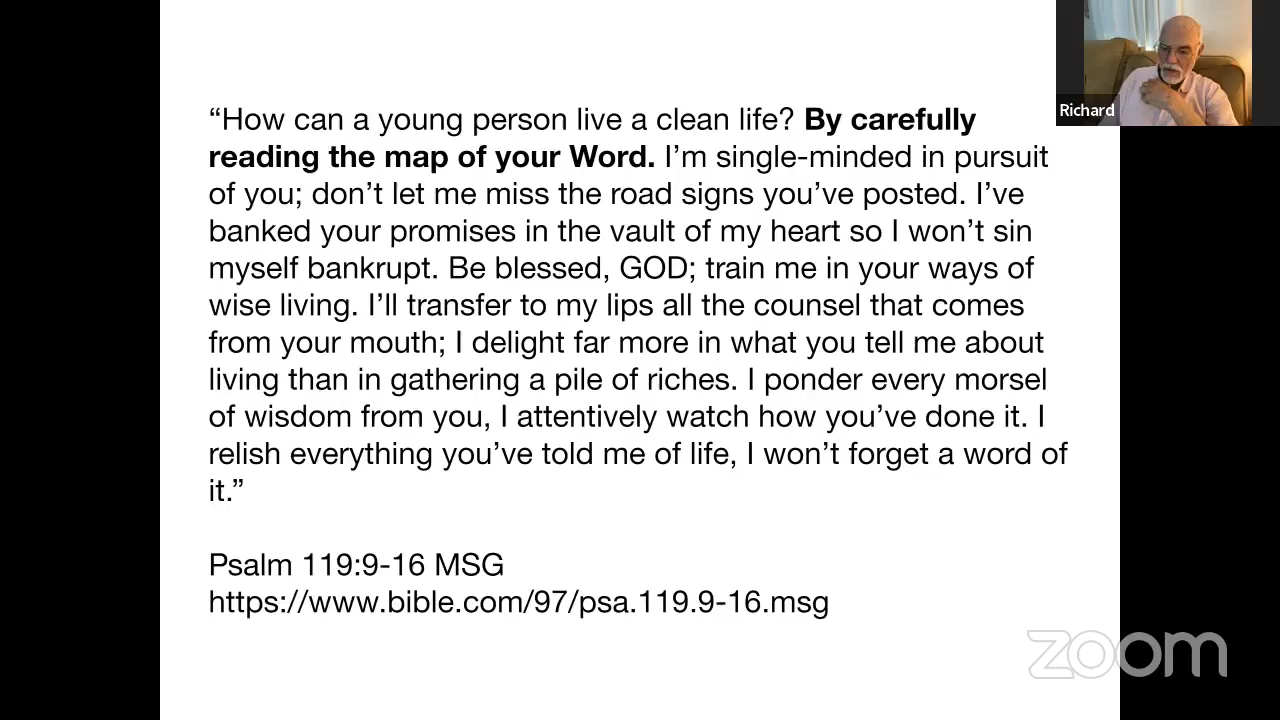 “How can a young person live a clean life? By carefully
reading the map of your Word. I’m single-minded in pursuit
of you; don’t let me miss the road signs you’ve posted. I’ve
banked your promises in the vault of my heart so I won’t sin
myself bankrupt. Be blessed, GOD; train me in your ways of
wise living. I’ll transfer to my lips all the counsel that comes
from your mouth; I delight far more in what you tell me about
living than in gathering a pile of riches. I ponder every morsel
of wisdom from you, I attentively watch how you’ve done it. I
relish everything you’ve told me of life, I won’t forget a word of
it.”
Psalm 119:9-16 MSG
https://www.bible.com/97/psa.119.9-16.msg
Richard
zoom